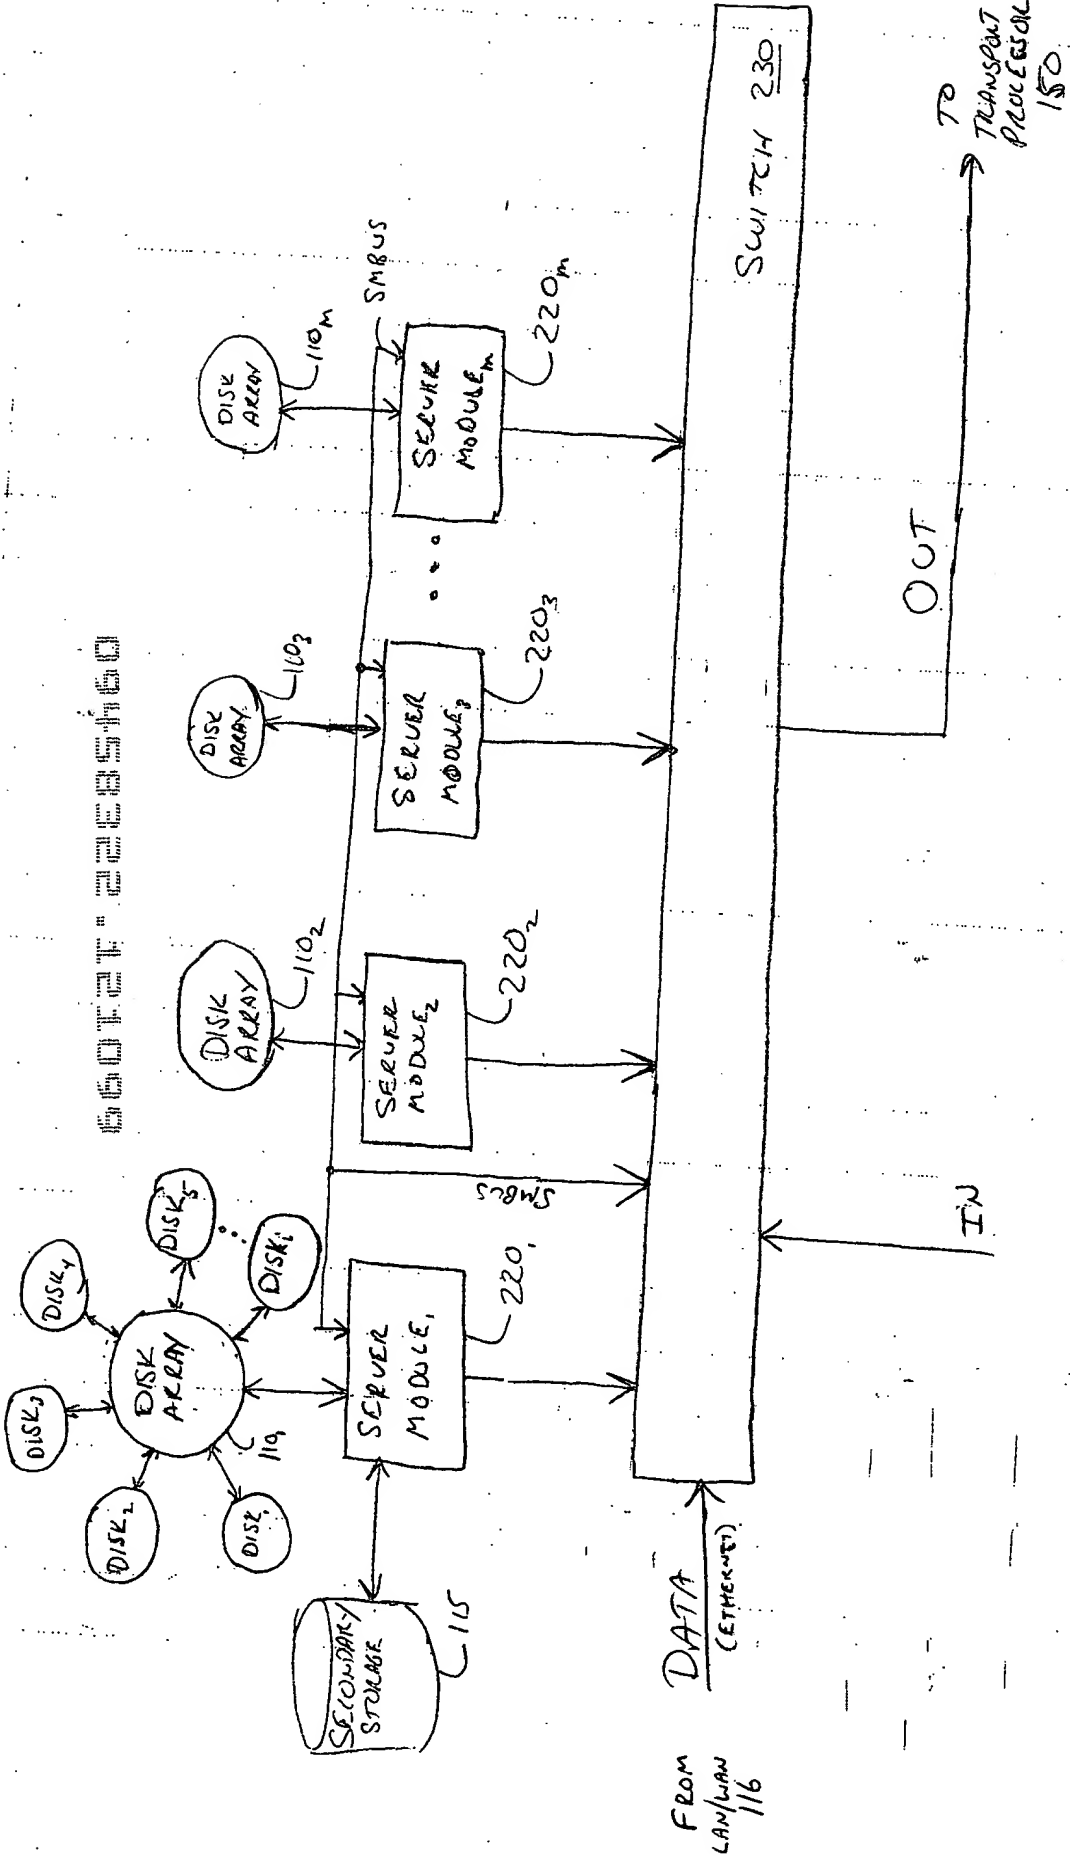 DISK₁
DISK₂
DISK₃
DISK₄
DISK₅
DISKᵢ
DISK
ARRAY
110₁
DISK
ARRAY
110₂
DISK
ARRAY
110₃
DISK
ARRAY
110m
SMBUS
SECONDARY
STORAGE
115
SERVER
MODULE₁
220₁
SERVER
MODULE₂
220₂
SERVER
MODULE₃
220₃
...
SERVER
MODULEm
220m
SMBUS
FROM
LAN/WAN
116
DATA
(ETHERNET)
SWITCH 230
IN
OUT
TO
TRANSPORT
PROCESSOR
150